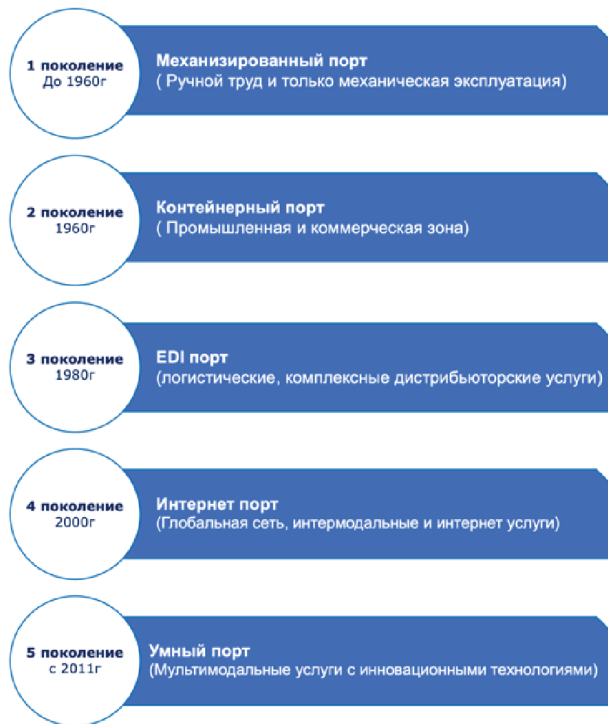 1 поколение
До 1960г
Механизированный порт
( Ручной труд и только механическая эксплуатация)
2 поколение
1960г
Контейнерный порт
( Промышленная и коммерческая зона)
3 поколение
1980г
EDI порт
(логистические, комплексные дистрибьюторские услуги)
4 поколение
2000г
Интернет порт
(Глобальная сеть, интермодальные и интернет услуги)
5 поколение
с 2011г
Умный порт
(Мультимодальные услуги с инновационными технологиями)